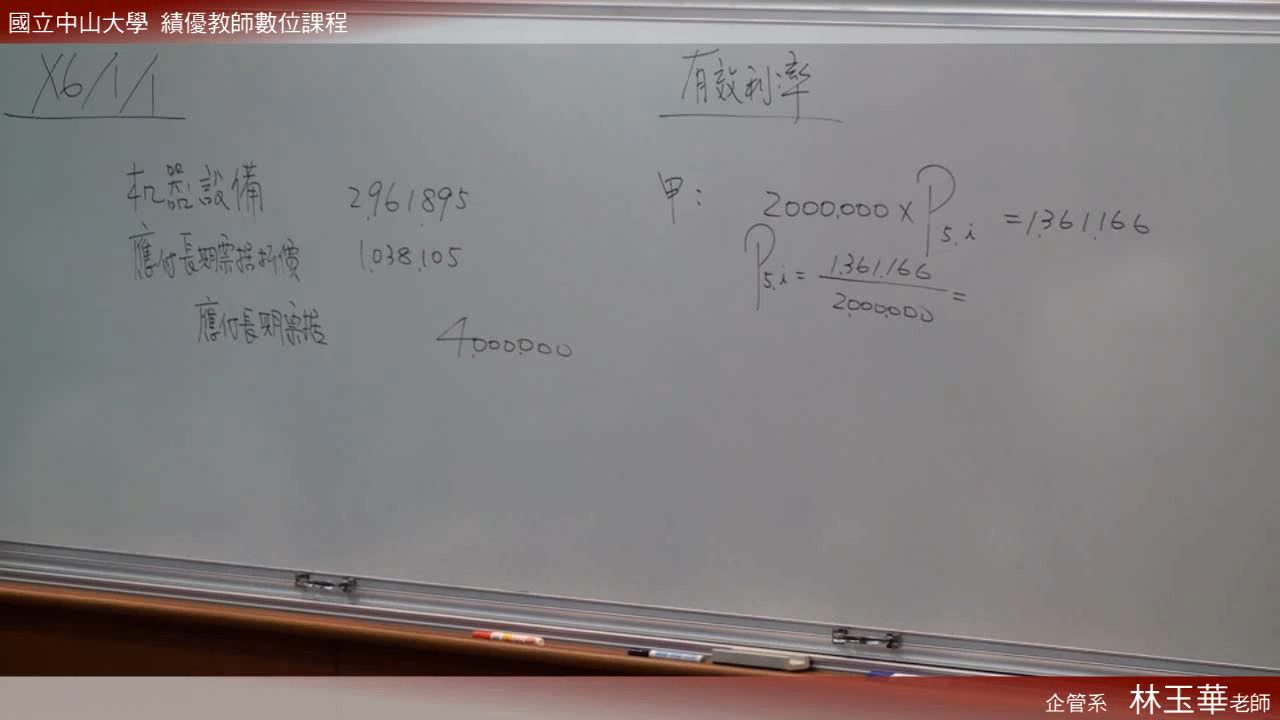 國立中山大學 績優教師數位課程
X6/1/1
机器設備 2,961,895
應付長期票据折價 1,038,105
應付長期票据 4,000,000
有效利率
甲: 2,000,000 x P5,i = 1,361,166
P5,i = 1,361,166 / 2,000,000 =
企管系 林玉華老師